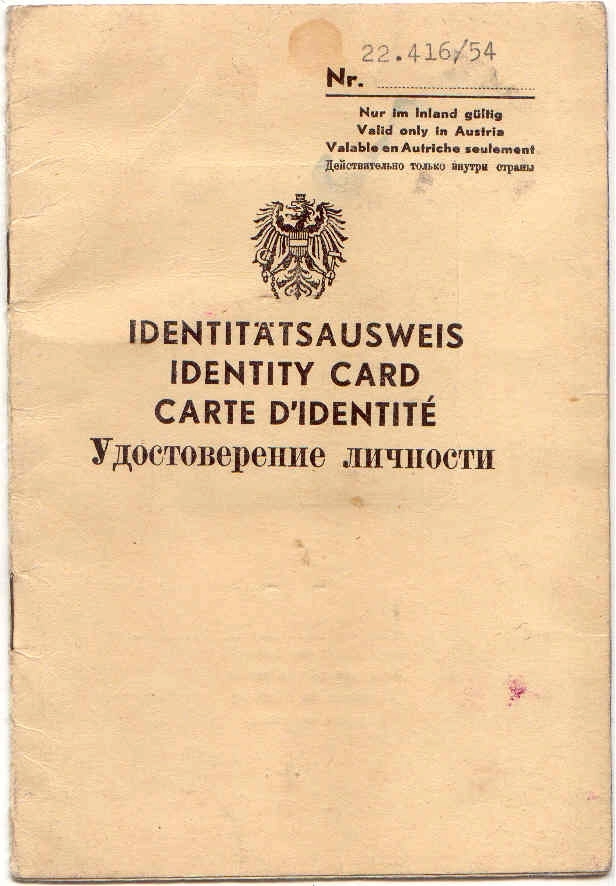 22.416/54
Nr.
Nur im Inland gültig
Valid only in Austria
Valable en Autriche seulement
Действительно только внутри страны
IDENTITÄTSAUSWEIS
IDENTITY CARD
CARTE D'IDENTITÉ
Удостоверение личности